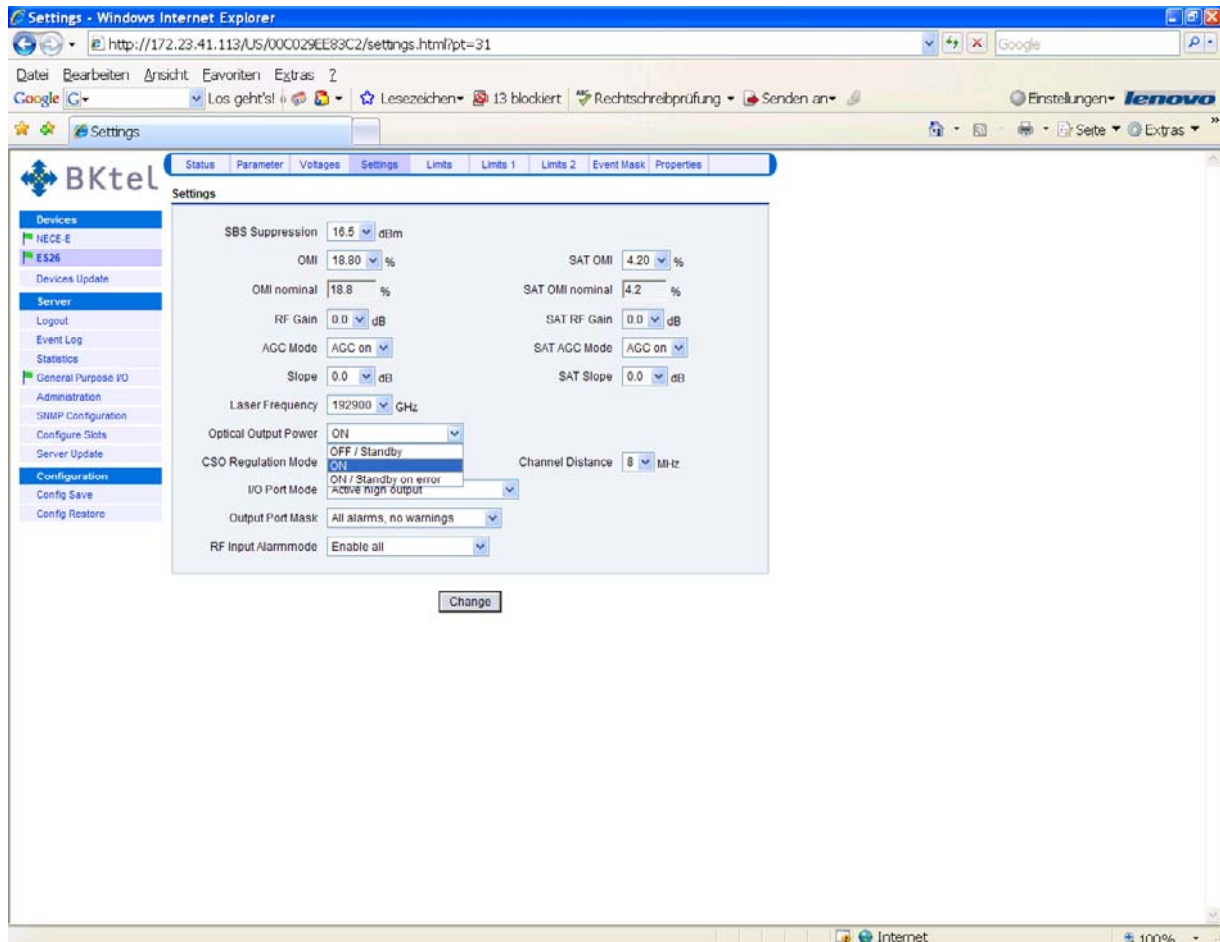 Settings - Windows Internet Explorer
http://172.23.41.113/US/00C029EE83C2/settings.html?pt=31
Google
Datei Bearbeiten Ansicht Favoriten Extras ?
Google G Los geht's! Lesezeichen 13 blockiert Rechtschreibprüfung Senden an Einstellungen lenovo
Settings Seite Extras »
BKtel
Status Parameter Voltages Settings Limits Limits 1 Limits 2 Event Mask Properties
Settings
Devices
NECE-E
ES26
Devices Update
Server
Logout
Event Log
Statistics
General Purpose I/O
Administration
SNMP Configuration
Configure Slots
Server Update
Configuration
Config Save
Config Restore
SBS Suppression 16.5 dBm
OMI 18.80 % SAT OMI 4.20 %
OMI nominal 18.8 % SAT OMI nominal 4.2 %
RF Gain 0.0 dB SAT RF Gain 0.0 dB
AGC Mode AGC on SAT AGC Mode AGC on
Slope 0.0 dB SAT Slope 0.0 dB
Laser Frequency 192900 GHz
Optical Output Power ON
OFF / Standby
ON
ON / Standby on error
CSO Regulation Mode Channel Distance 8 MHz
I/O Port Mode Active high output
Output Port Mask All alarms, no warnings
RF Input Alarmmode Enable all
Change
Internet 100%